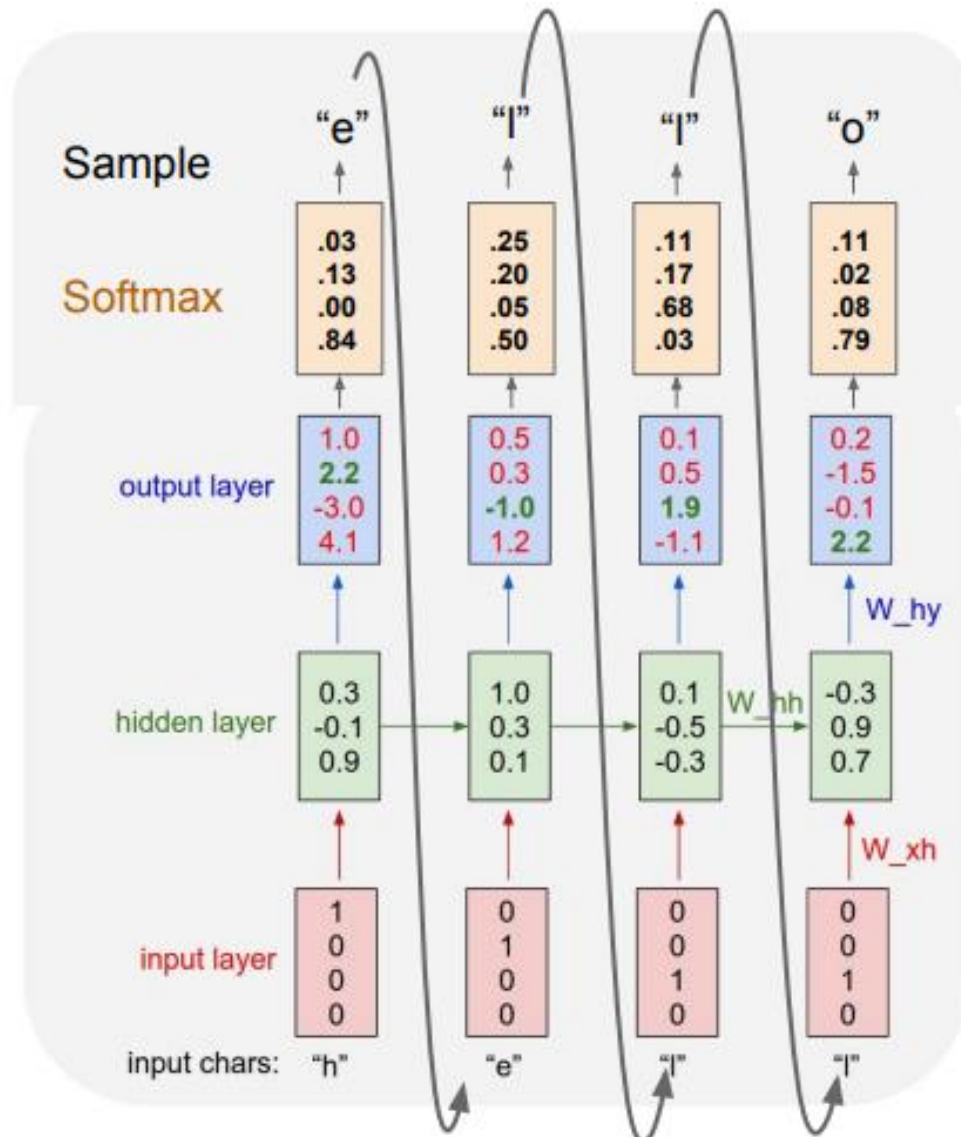 “e” “l” “l” “o”
Sample
.03 .25 .11 .11
.13 .20 .17 .02
Softmax
.00 .05 .68 .08
.84 .50 .03 .79
1.0 0.5 0.1 0.2
2.2 0.3 0.5 -1.5
output layer
-3.0 -1.0 1.9 -0.1
4.1 1.2 -1.1 2.2
W_hy
0.3 1.0 0.1 W_hh -0.3
hidden layer -0.1 0.3 -0.5 0.9
0.9 0.1 -0.3 0.7
W_xh
1 0 0 0
0 1 0 0
input layer
0 0 1 1
0 0 0 0
input chars: “h” “e” “l” “l”